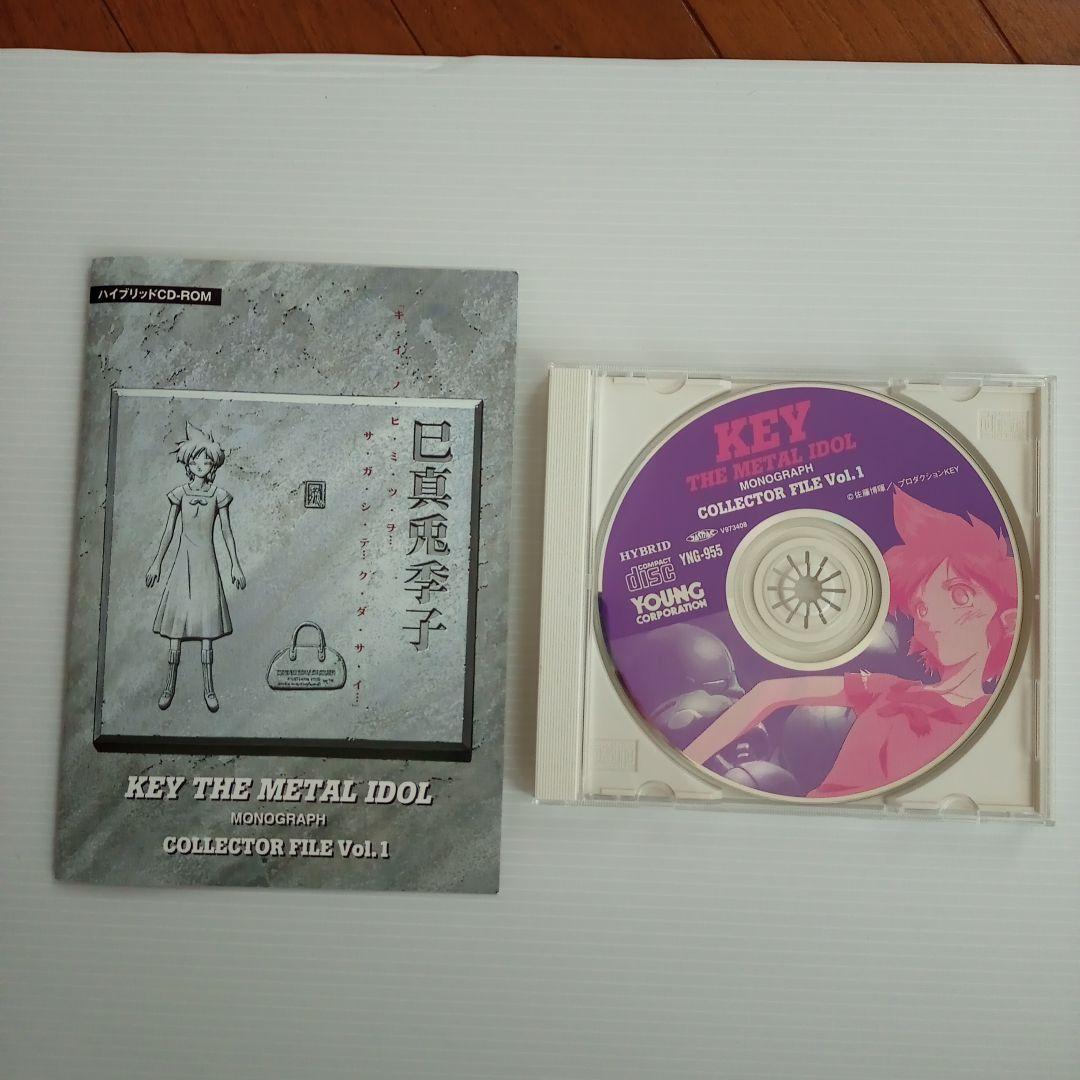 ハイブリッドCD-ROM
「キ・イ・ノ・ヒ・ミ・ツ・ヲ…
サ・ガ・シ・テ・ク・ダ・サ・イ…」
巳真兎季子
KEY THE METAL IDOL
MONOGRAPH
COLLECTOR FILE Vol.1
KEY
THE METAL IDOL
MONOGRAPH
COLLECTOR FILE Vol.1
©佐藤博暉/プロダクションKEY
V973408
HYBRID
YNG-955
COMPACT
disc
YOUNG
CORPORATION